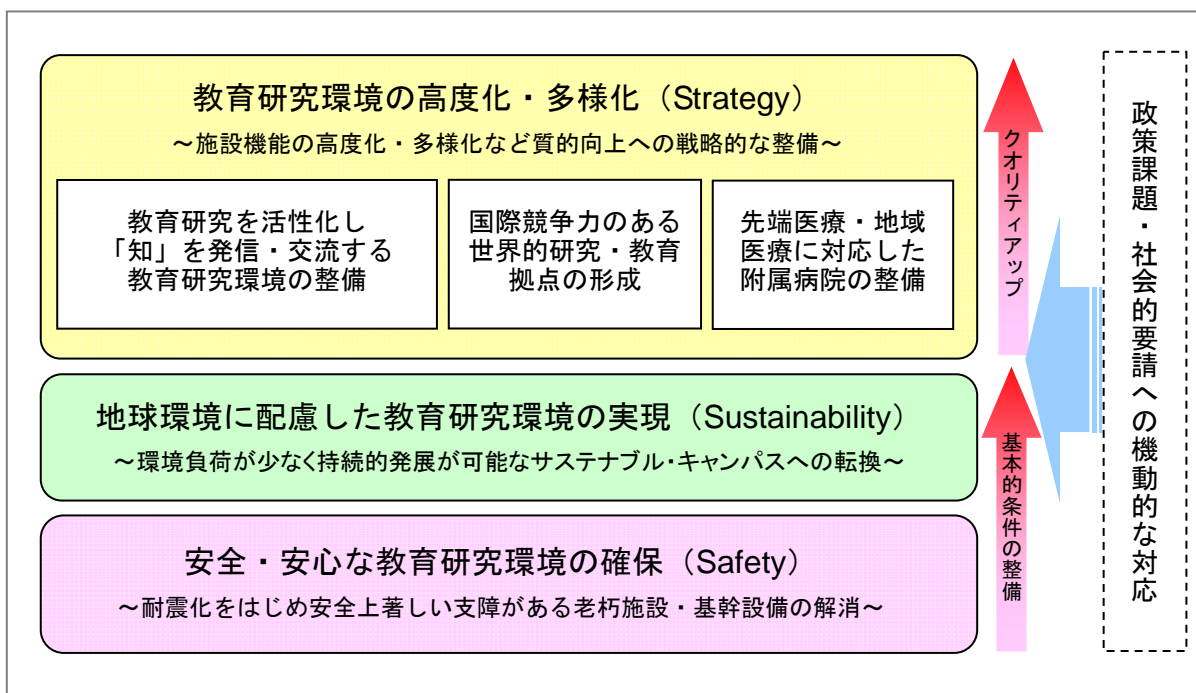 教育研究環境の高度化・多様化（Strategy）
～施設機能の高度化・多様化など質的向上への戦略的な整備～
教育研究を活性化し
「知」を発信・交流する
教育研究環境の整備
国際競争力のある
世界的研究・教育
拠点の形成
先端医療・地域
医療に対応した
附属病院の整備
地球環境に配慮した教育研究環境の実現（Sustainability）
～環境負荷が少なく持続的発展が可能なサステナブル・キャンパスへの転換～
安全・安心な教育研究環境の確保（Safety）
～耐震化をはじめ安全上著しい支障がある老朽施設・基幹設備の解消～
クオリティアップ
基本的条件の整備
政策課題・社会的要請への機動的な対応